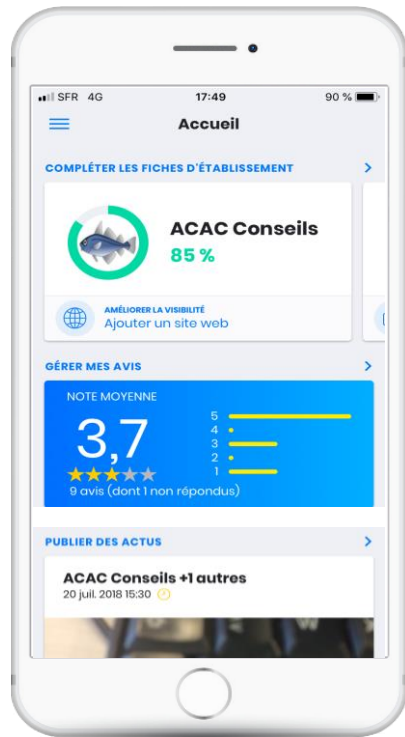 SFR 4G 17:49 90 %
Accueil
COMPLÉTER LES FICHES D'ÉTABLISSEMENT >
ACAC Conseils
85 %
AMÉLIORER LA VISIBILITÉ
Ajouter un site web
GÉRER MES AVIS >
NOTE MOYENNE
3,7
5
4
3
2
1
9 avis (dont 1 non répondus)
PUBLIER DES ACTUS >
ACAC Conseils +1 autres
20 juil. 2018 15:30